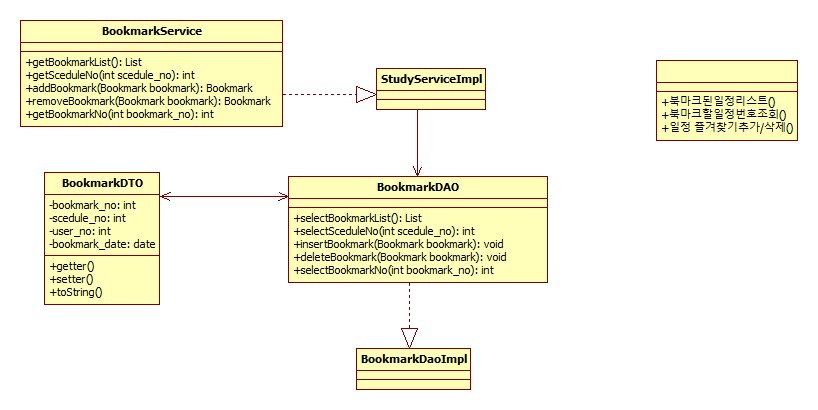 BookmarkService
+getBookmarkList(): List
+getSceduleNo(int scedule_no): int
+addBookmark(Bookmark bookmark): Bookmark
+removeBookmark(Bookmark bookmark): Bookmark
+getBookmarkNo(int bookmark_no): int
StudyServiceImpl
+북마크된일정리스트()
+북마크할일정번호조회()
+일정 즐겨찾기추가/삭제()
BookmarkDTO
-bookmark_no: int
-scedule_no: int
-user_no: int
-bookmark_date: date
+getter()
+setter()
+toString()
BookmarkDAO
+selectBookmarkList(): List
+selectSceduleNo(int scedule_no): int
+insertBookmark(Bookmark bookmark): void
+deleteBookmark(Bookmark bookmark): void
+selectBookmarkNo(int bookmark_no): int
BookmarkDaoImpl